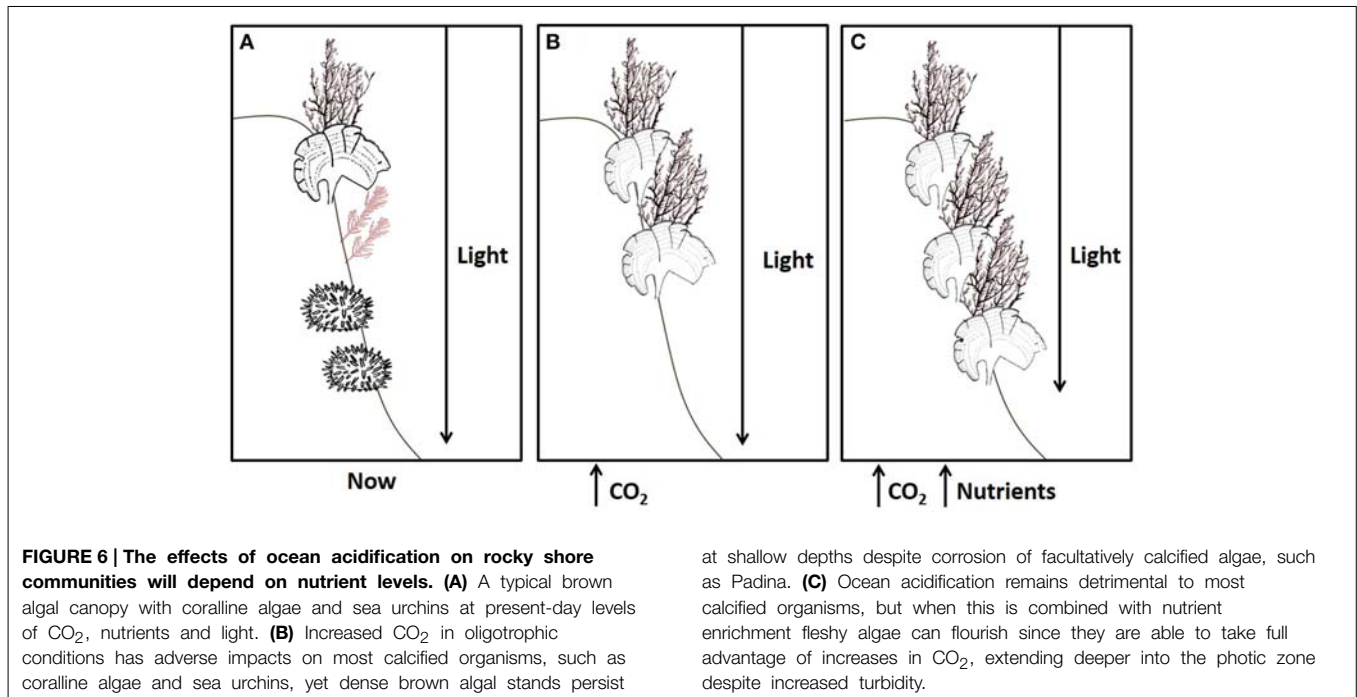 A
B
C
Light
Light
Light
Now
↑ CO₂
↑ CO₂ ↑ Nutrients
FIGURE 6 | The effects of ocean acidification on rocky shore
communities will depend on nutrient levels. (A) A typical brown
algal canopy with coralline algae and sea urchins at present-day levels
of CO₂, nutrients and light. (B) Increased CO₂ in oligotrophic
conditions has adverse impacts on most calcified organisms, such as
coralline algae and sea urchins, yet dense brown algal stands persist
at shallow depths despite corrosion of facultatively calcified algae, such
as Padina. (C) Ocean acidification remains detrimental to most
calcified organisms, but when this is combined with nutrient
enrichment fleshy algae can flourish since they are able to take full
advantage of increases in CO₂, extending deeper into the photic zone
despite increased turbidity.